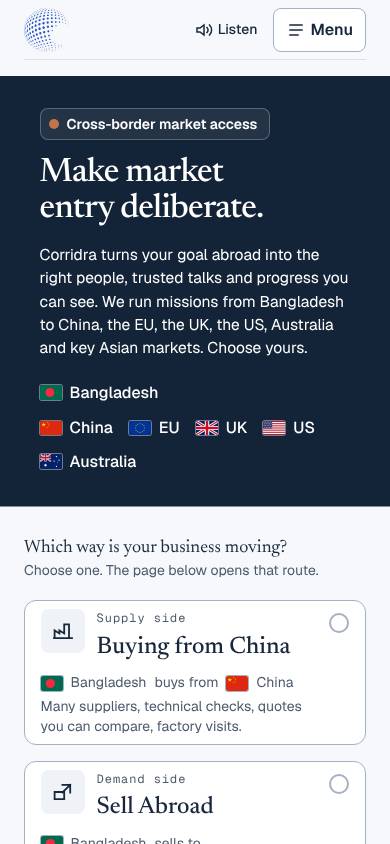 Listen
Menu
Cross-border market access
Make market
entry deliberate.
Corridra turns your goal abroad into the
right people, trusted talks and progress you
can see. We run missions from Bangladesh
to China, the EU, the UK, the US, Australia
and key Asian markets. Choose yours.
Bangladesh
China EU UK US
Australia
Which way is your business moving?
Choose one. The page below opens that route.
Supply side
Buying from China
Bangladesh buys from China
Many suppliers, technical checks, quotes
you can compare, factory visits.
Demand side
Sell Abroad
Bangladesh sells to